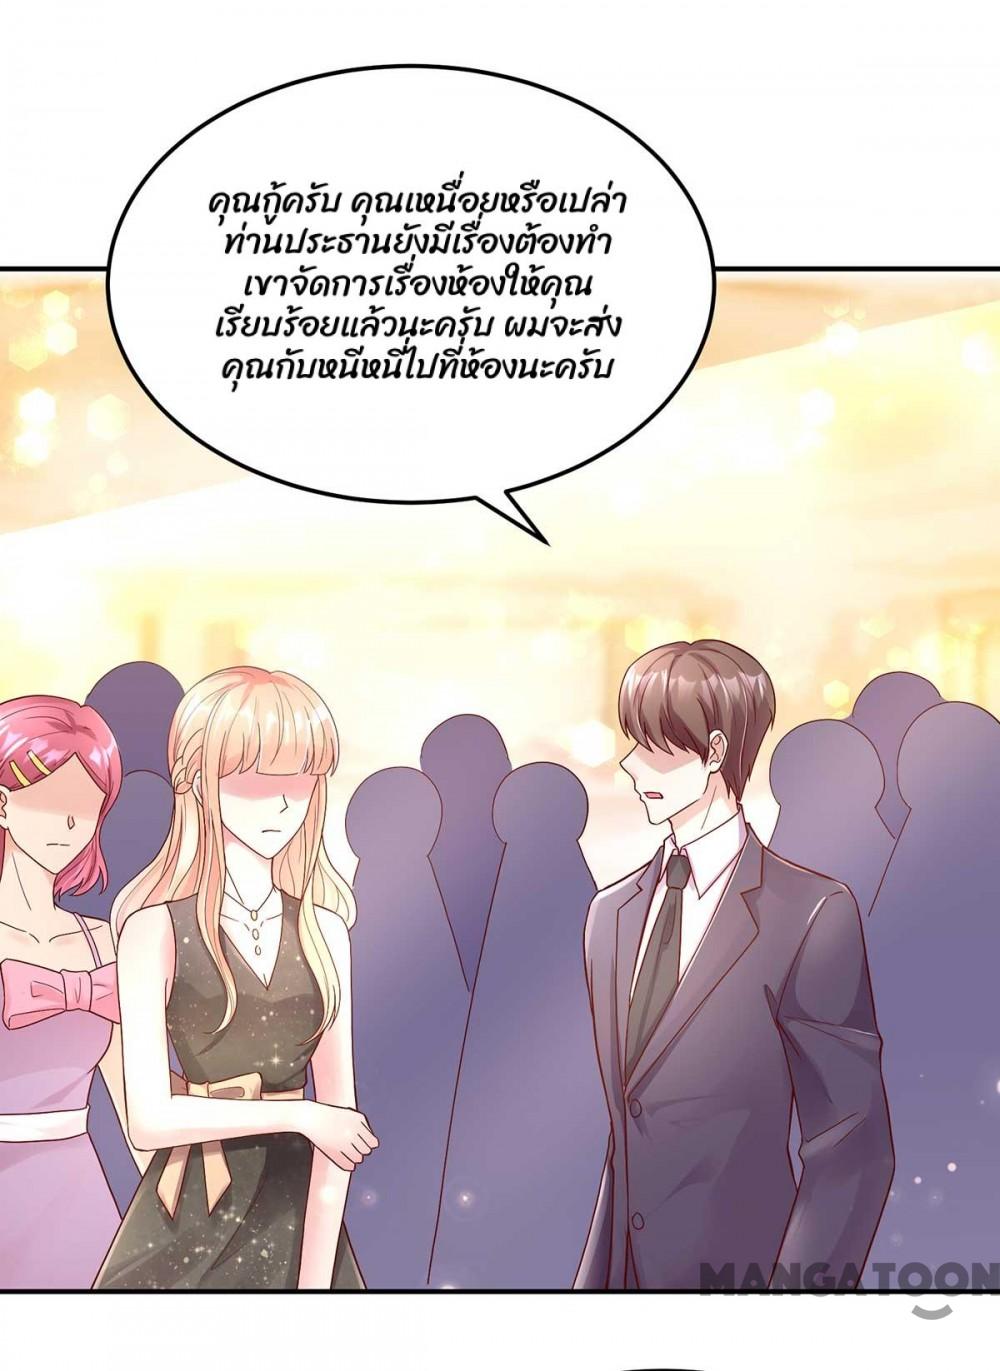 คุณกู้ครับ คุณเหนื่อยหรือเปล่า
ท่านประธานยังมีเรื่องต้องทำ
เขาจัดการเรื่องห้องให้คุณ
เรียบร้อยแล้วนะครับ ผมจะส่ง
คุณกับหนีหนี่ไปที่ห้องนะครับ
MANGATOON